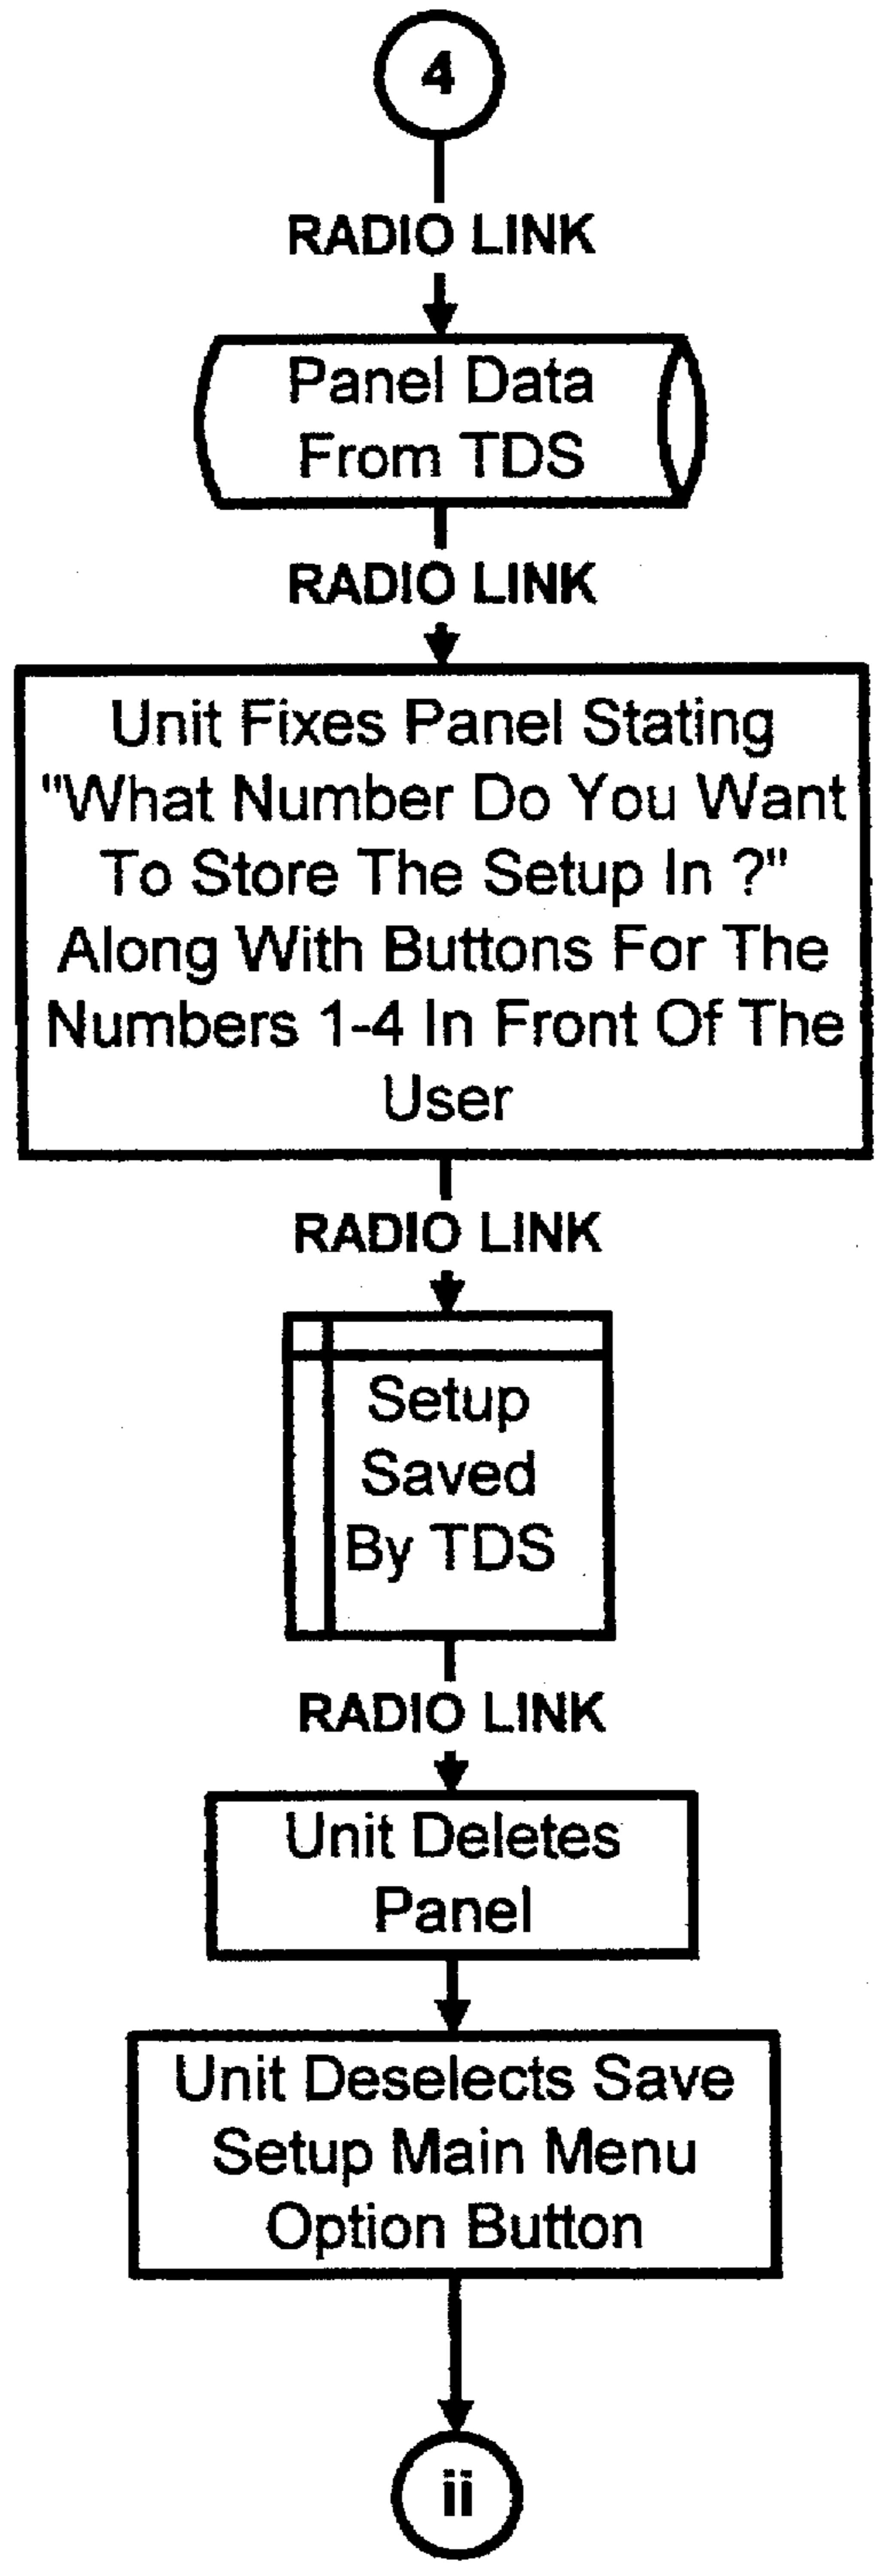 4
RADIO LINK
Panel Data
From TDS
RADIO LINK
Unit Fixes Panel Stating
"What Number Do You Want
To Store The Setup In ?"
Along With Buttons For The
Numbers 1-4 In Front Of The
User
RADIO LINK
Setup
Saved
By TDS
RADIO LINK
Unit Deletes
Panel
Unit Deselects Save
Setup Main Menu
Option Button
ii